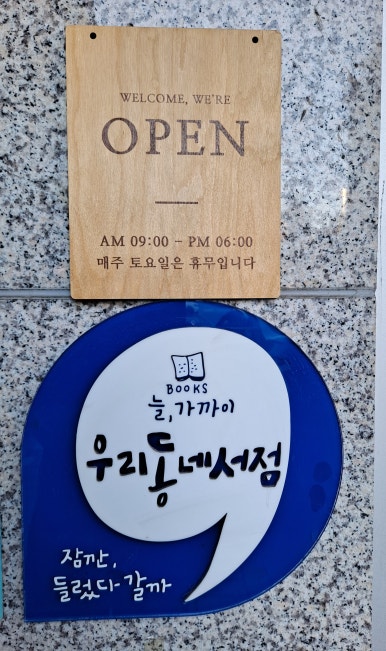 WELCOME, WE'RE
OPEN
AM 09:00 - PM 06:00
매주 토요일은 휴무입니다
BOOKS
늘, 가까이
우리동네서점
잠깐,
들렀다 갈까